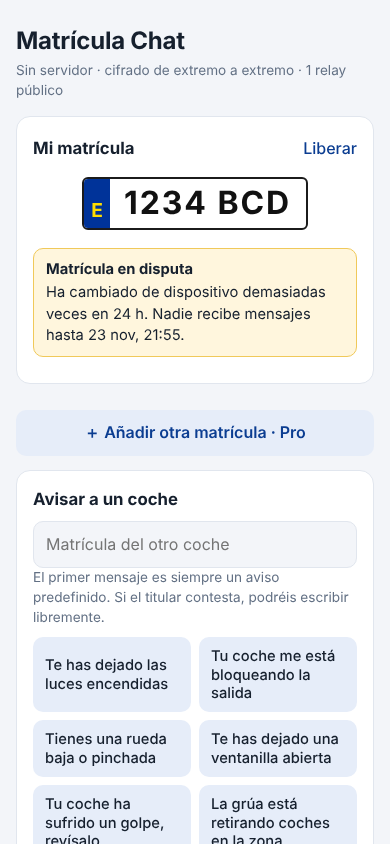 Matrícula Chat
Sin servidor · cifrado de extremo a extremo · 1 relay
público
Mi matrícula
Liberar
E
1234 BCD
Matrícula en disputa
Ha cambiado de dispositivo demasiadas
veces en 24 h. Nadie recibe mensajes
hasta 23 nov, 21:55.
+ Añadir otra matrícula · Pro
Avisar a un coche
Matrícula del otro coche
El primer mensaje es siempre un aviso
predefinido. Si el titular contesta, podréis escribir
libremente.
Te has dejado las
luces encendidas
Tu coche me está
bloqueando la
salida
Tienes una rueda
baja o pinchada
Te has dejado una
ventanilla abierta
Tu coche ha
sufrido un golpe,
revísalo
La grúa está
retirando coches
en la zona